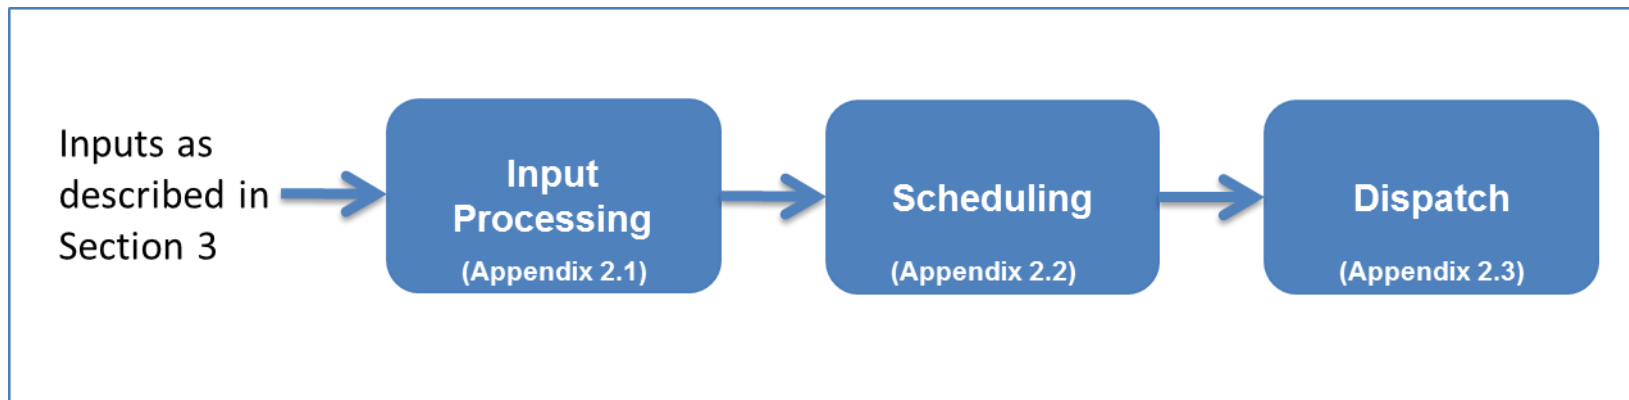 Inputs as
described in
Section 3
Input
Processing
(Appendix 2.1)
Scheduling
(Appendix 2.2)
Dispatch
(Appendix 2.3)